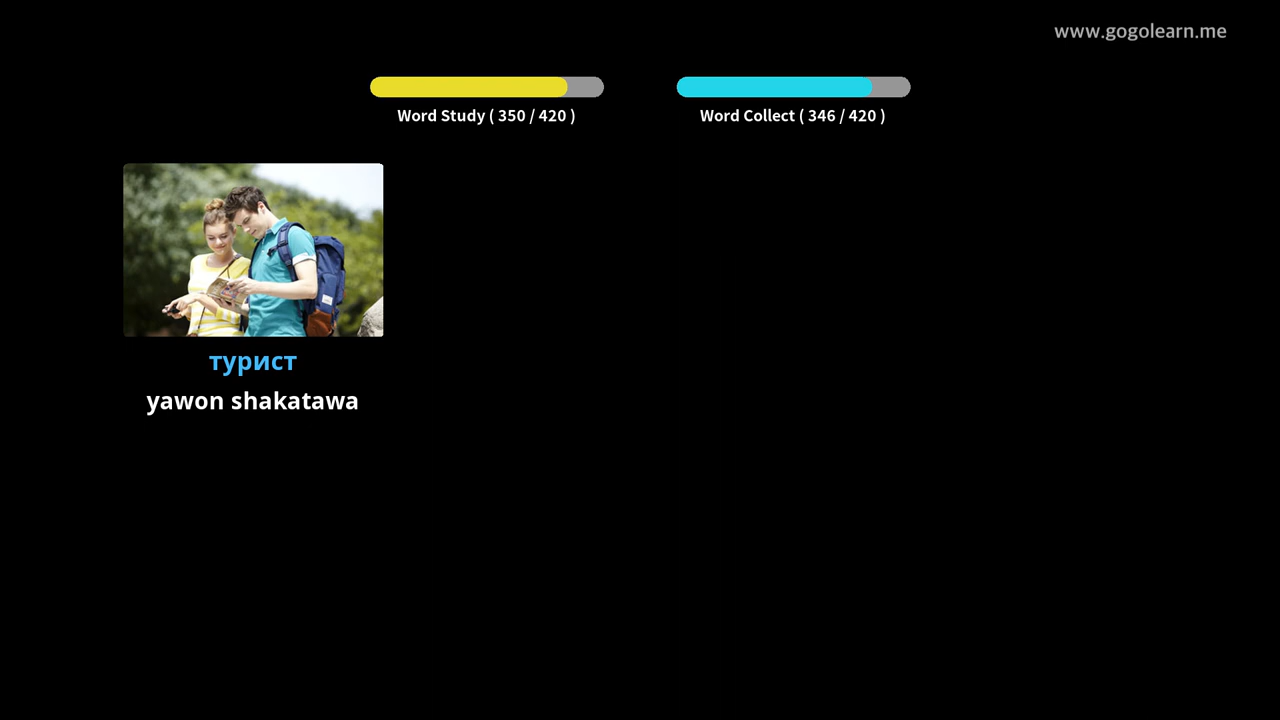 www.gogolearn.me
Word Study ( 350 / 420 )
Word Collect ( 346 / 420 )
турист
yawon shakatawa